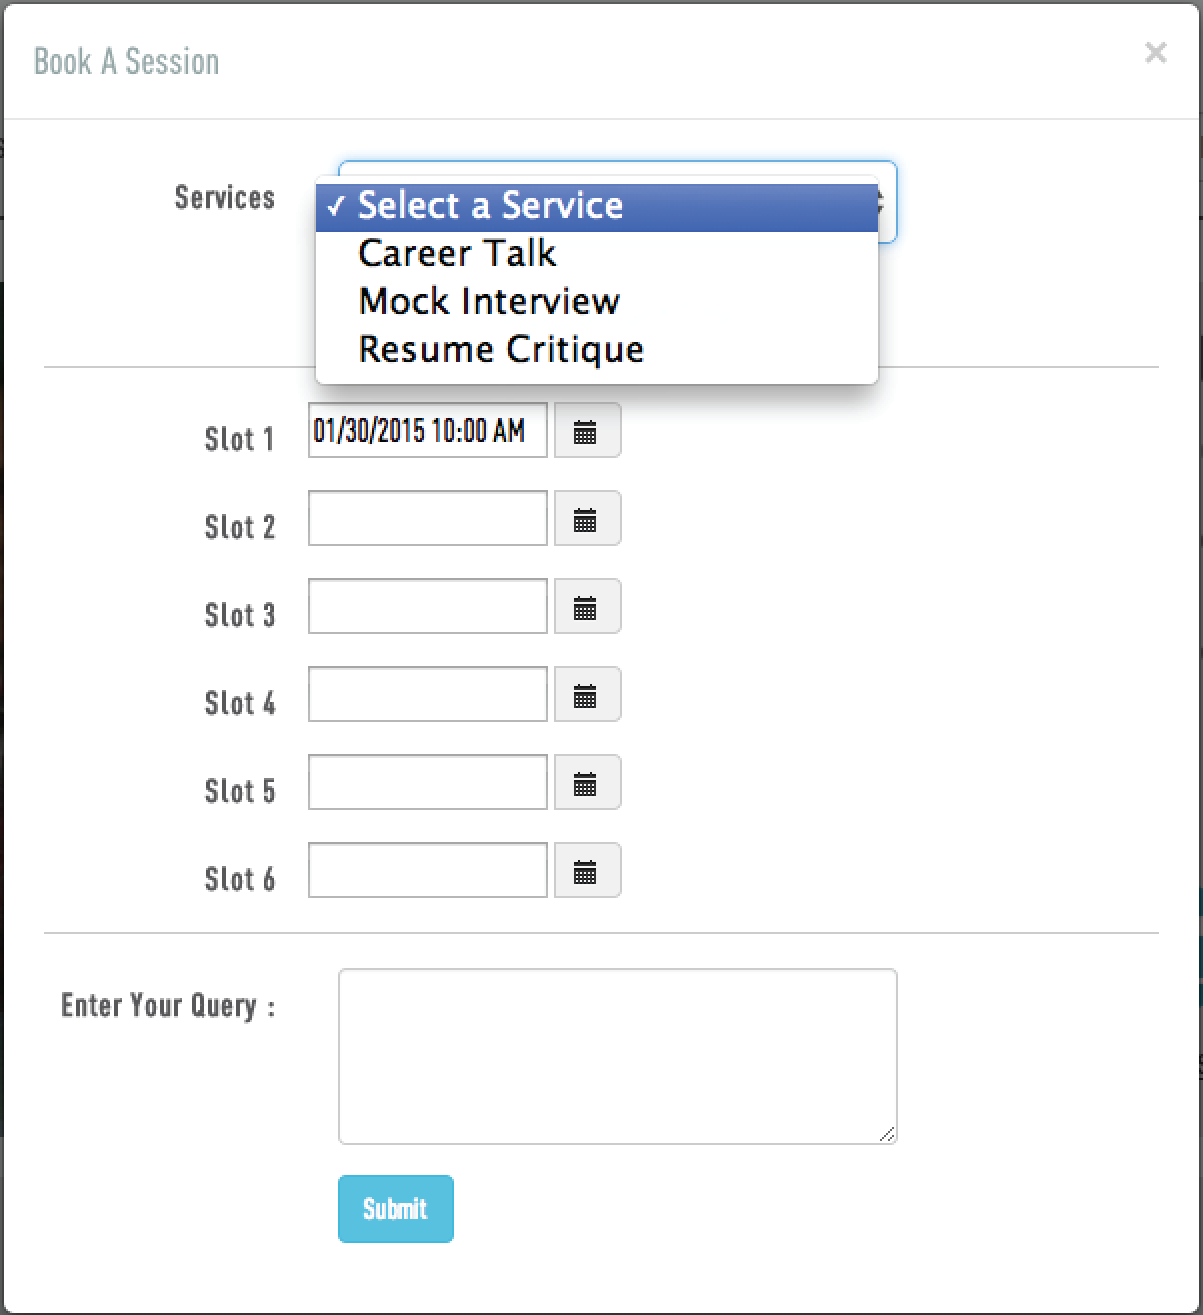 Book A Session
×
Services
✓ Select a Service
Career Talk
Mock Interview
Resume Critique
Slot 1 01/30/2015 10:00 AM
Slot 2
Slot 3
Slot 4
Slot 5
Slot 6
Enter Your Query :
Submit